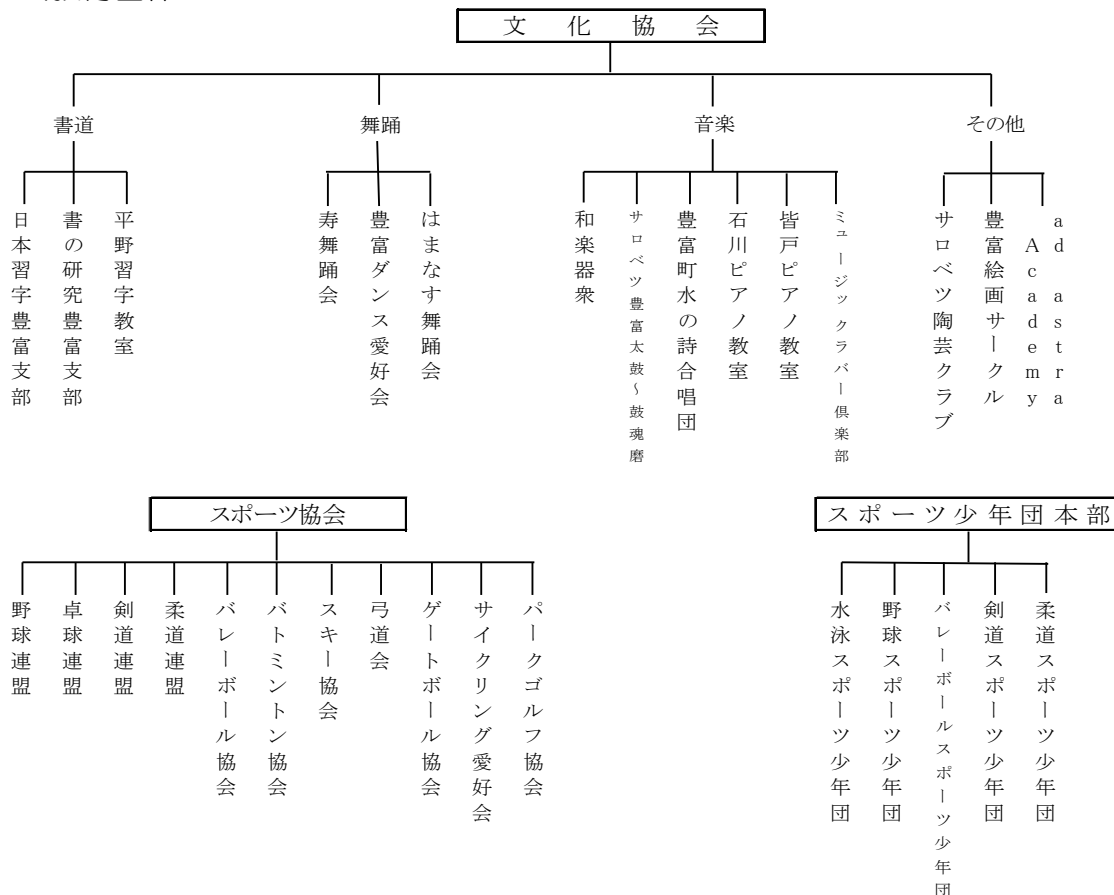 文化協会
書道
舞踊
音楽
その他
日本習字豊富支部
書の研究豊富支部
平野習字教室
寿舞踊会
豊富ダンス愛好会
はまなす舞踊会
和楽器衆
サロベツ豊富太鼓~鼓魂磨
豊富町水の詩合唱団
石川ピアノ教室
皆戸ピアノ教室
ミュージックラバー倶楽部
サロベツ陶芸クラブ
豊富絵画サークル
ad astra
Academy
スポーツ協会
野球連盟
卓球連盟
剣道連盟
柔道連盟
バレーボール協会
バトミントン協会
スキー協会
弓道会
ゲートボール協会
サイクリング愛好会
パークゴルフ協会
スポーツ少年団本部
水泳スポーツ少年団
野球スポーツ少年団
バレーボールスポーツ少年団
剣道スポーツ少年団
柔道スポーツ少年団